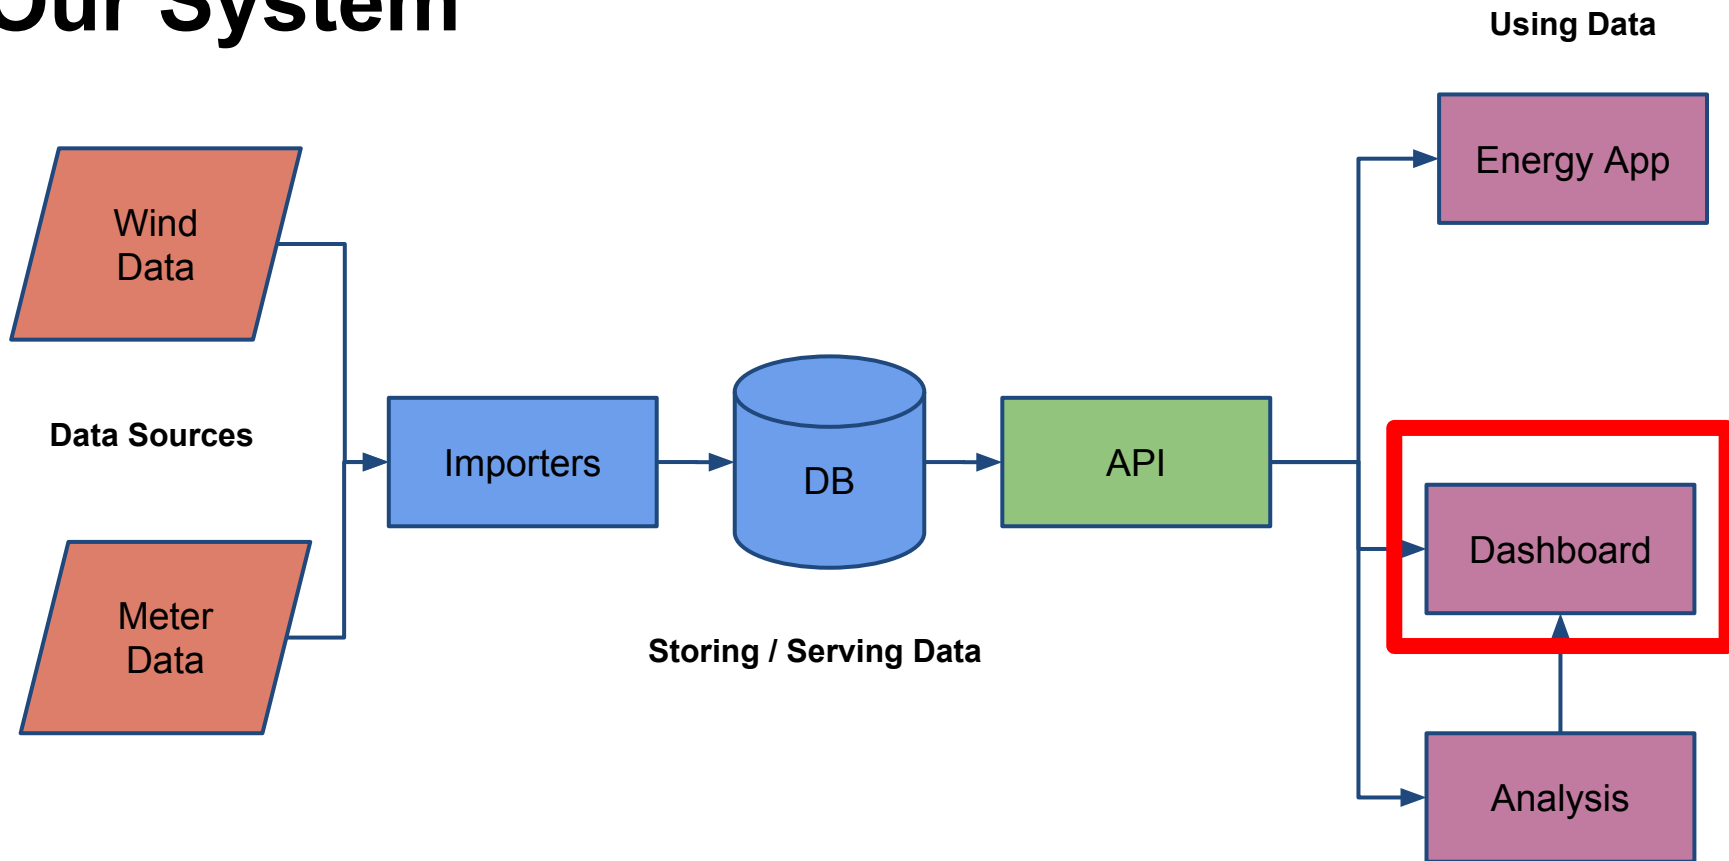 Our System
Using Data
Energy App
Wind
Data
Data Sources
Importers
DB
API
Dashboard
Meter
Data
Storing / Serving Data
Analysis